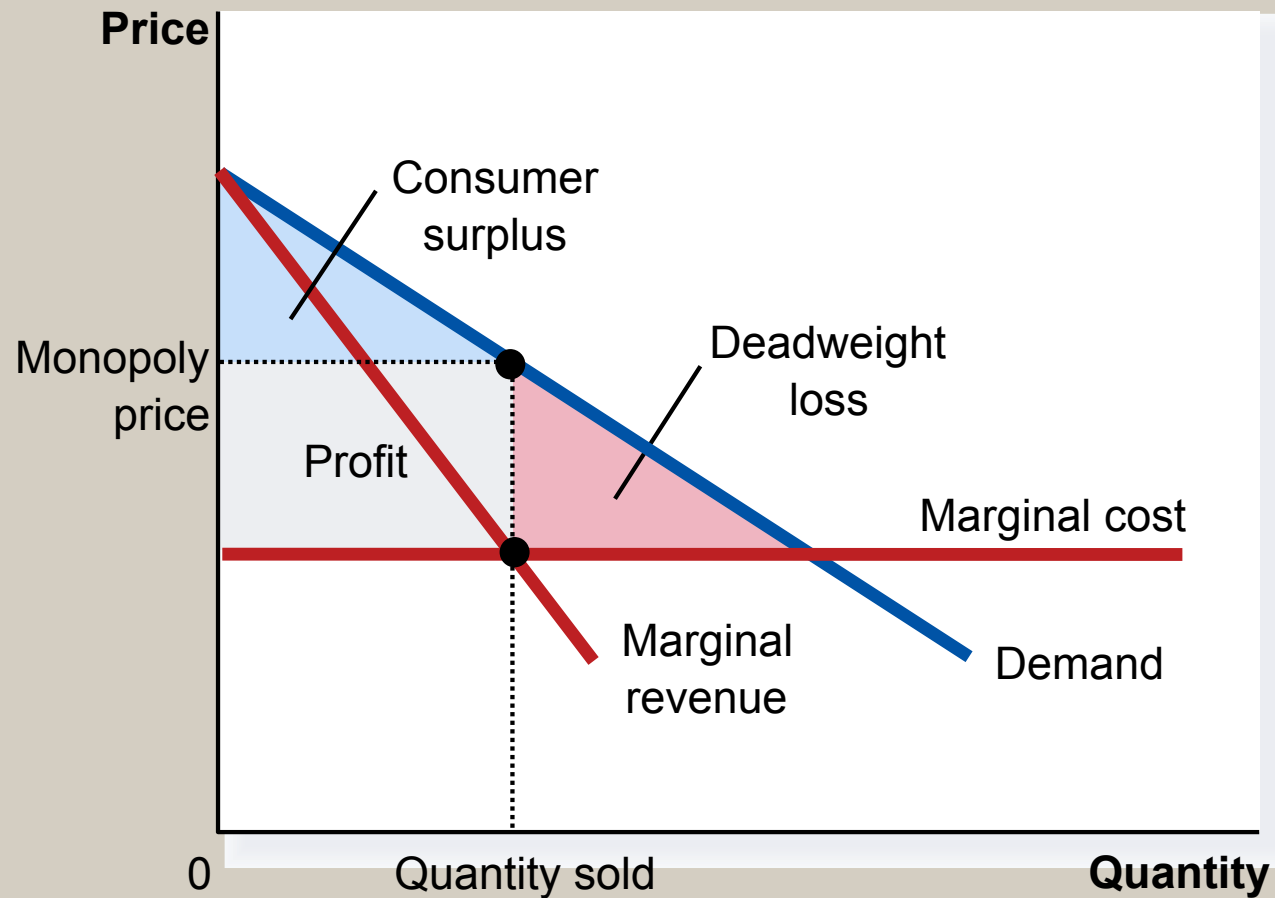 Price
Consumer
surplus
Monopoly
price
Deadweight
loss
Profit
Marginal cost
Marginal
revenue
Demand
0
Quantity sold
Quantity